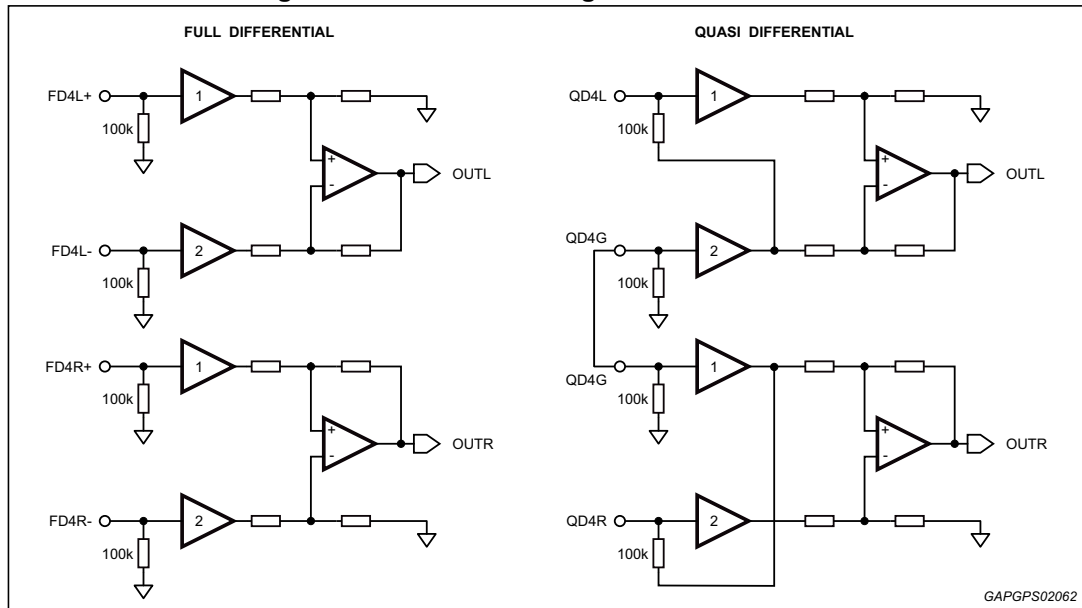 FULL DIFFERENTIAL
FD4L+
1
100k
+
-
OUTL
FD4L-
2
100k
FD4R+
1
100k
+
-
OUTR
FD4R-
2
100k
QUASI DIFFERENTIAL
QD4L
1
100k
+
-
OUTL
QD4G
2
100k
QD4G
1
100k
+
-
OUTR
QD4R
2
100k
GAPGPS02062